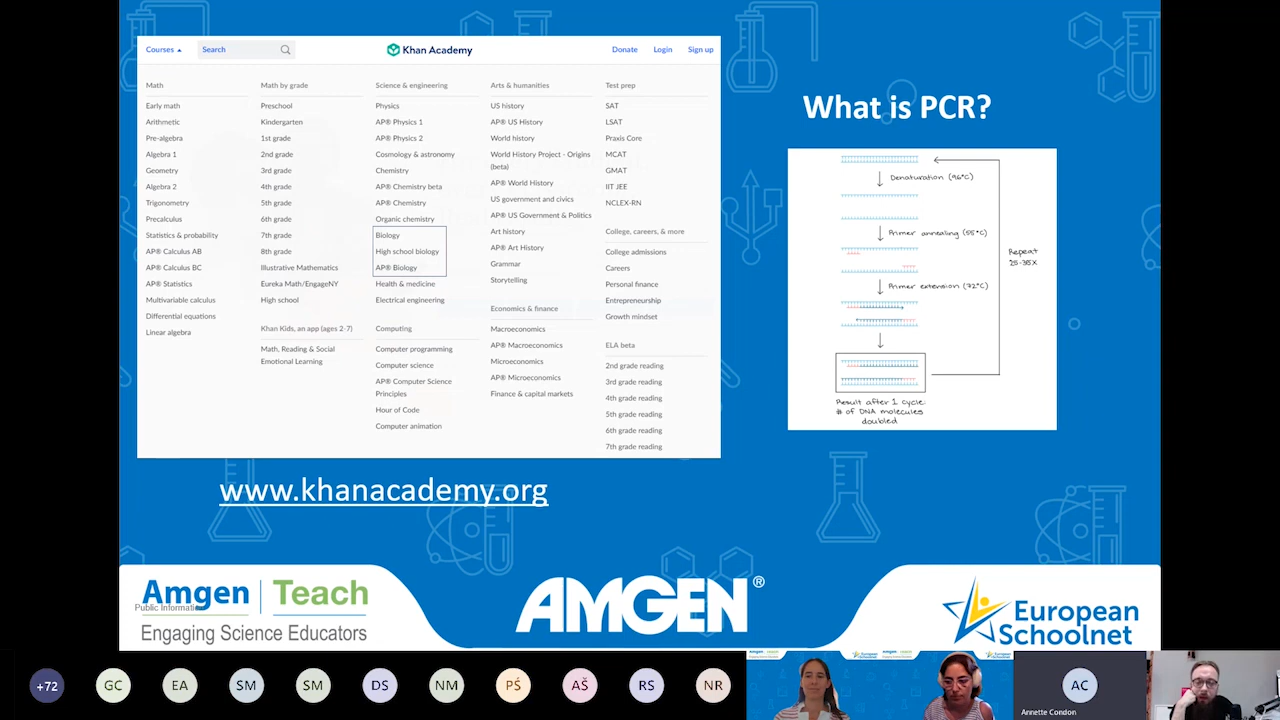 Courses
Search
Khan Academy
Donate
Login
Sign up
Math
Early math
Arithmetic
Pre-algebra
Algebra 1
Geometry
Algebra 2
Trigonometry
Precalculus
Statistics & probability
AP® Calculus AB
AP® Calculus BC
AP® Statistics
Multivariable calculus
Differential equations
Linear algebra
Math by grade
Preschool
Kindergarten
1st grade
2nd grade
3rd grade
4th grade
5th grade
6th grade
7th grade
8th grade
Illustrative Mathematics
Eureka Math/EngageNY
High school
Khan Kids, an app (ages 2-7)
Math, Reading & Social
Emotional Learning
Science & engineering
Physics
AP® Physics 1
AP® Physics 2
Cosmology & astronomy
Chemistry
AP® Chemistry beta
AP® Chemistry
Organic chemistry
Biology
High school biology
AP® Biology
Health & medicine
Electrical engineering
Computing
Computer programming
Computer science
AP® Computer Science
Principles
Hour of Code
Computer animation
Arts & humanities
US history
AP® US History
World history
World History Project - Origins
(beta)
AP® World History
US government and civics
AP® US Government & Politics
Art history
AP® Art History
Grammar
Storytelling
Economics & finance
Macroeconomics
AP® Macroeconomics
Microeconomics
AP® Microeconomics
Finance & capital markets
Test prep
SAT
LSAT
Praxis Core
MCAT
GMAT
IIT JEE
NCLEX-RN
College, careers, & more
College admissions
Careers
Personal finance
Entrepreneurship
Growth mindset
ELA beta
2nd grade reading
3rd grade reading
4th grade reading
5th grade reading
6th grade reading
7th grade reading
www.khanacademy.org
What is PCR?
Denaturation (96°C)
Primer annealing (55°C)
Primer extension (72°C)
Repeat
25-35X
Result after 1 cycle:
# of DNA molecules
doubled
Amgen Teach
Public Information
Engaging Science Educators
AMGEN®
European
Schoolnet
+72
GC
EA
SM
SM
DS
NM
PŚ
AŠ
RS
NR
AC
Annette Condon